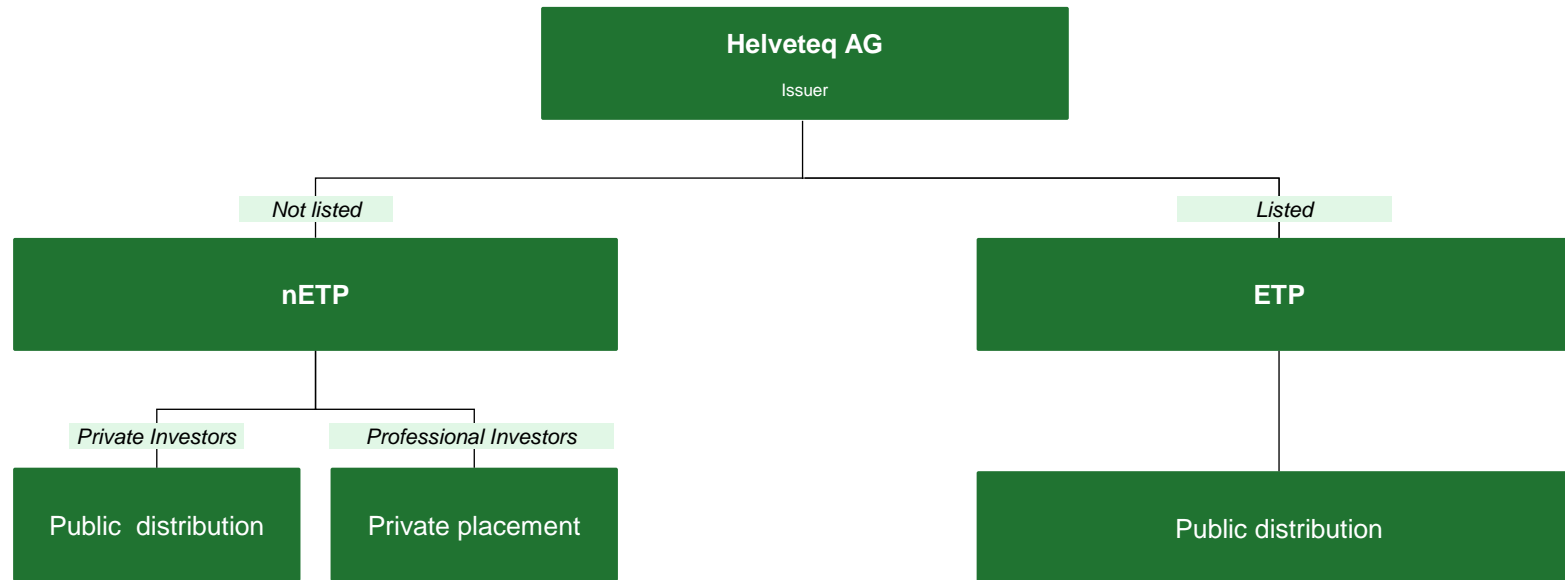 Helveteq AG
Issuer
Not listed
Listed
nETP
ETP
Private Investors
Professional Investors
Public distribution
Private placement
Public distribution